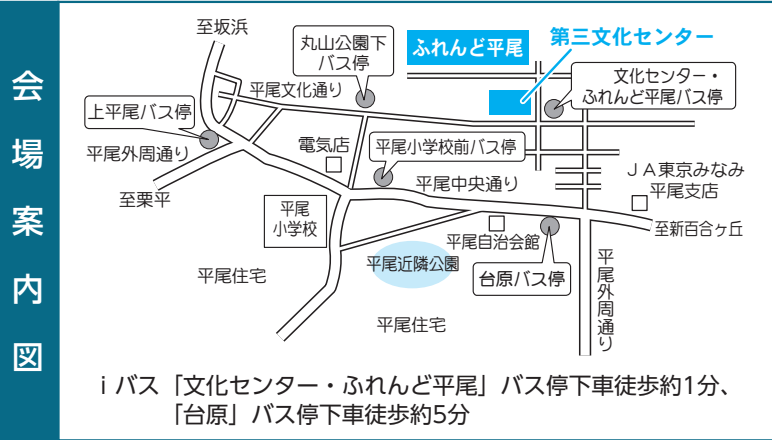 会場案内図
至坂浜
丸山公園下
バス停
ふれんど平尾
第三文化センター
平尾文化通り
文化センター・
ふれんど平尾バス停
上平尾バス停
電気店
平尾小学校前バス停
平尾外周通り
平尾中央通り
JA東京みなみ
平尾支店
至栗平
平尾
小学校
平尾自治会館
至新百合ヶ丘
平尾近隣公園
平尾住宅
台原バス停
平尾外周通り
平尾住宅
iバス「文化センター・ふれんど平尾」バス停下車徒歩約1分、
「台原」バス停下車徒歩約5分